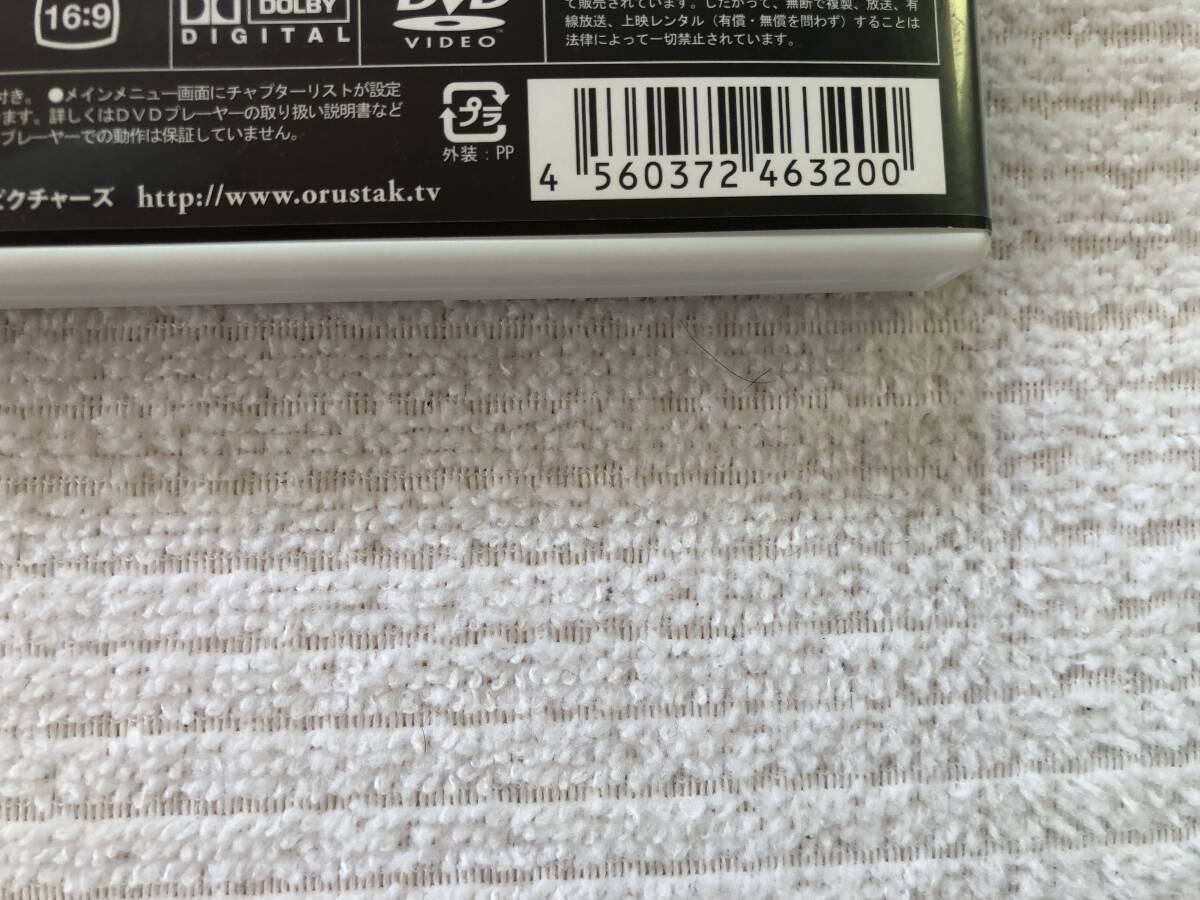 16:9
DOLBY
DIGITAL
DVD
VIDEO™
て販売されています。したがって、無断で複製、放送、有
線放送、上映レンタル（有償・無償を問わず）することは
法律によって一切禁止されています。
付き。 ●メインメニュー画面にチャプターリストが設定
ます。詳しくはDVDプレーヤーの取り扱い説明書など
プレーヤーでの動作は保証していません。
プラ
外装：PP
ピクチャーズ http://www.orustak.tv
4 560372 463200